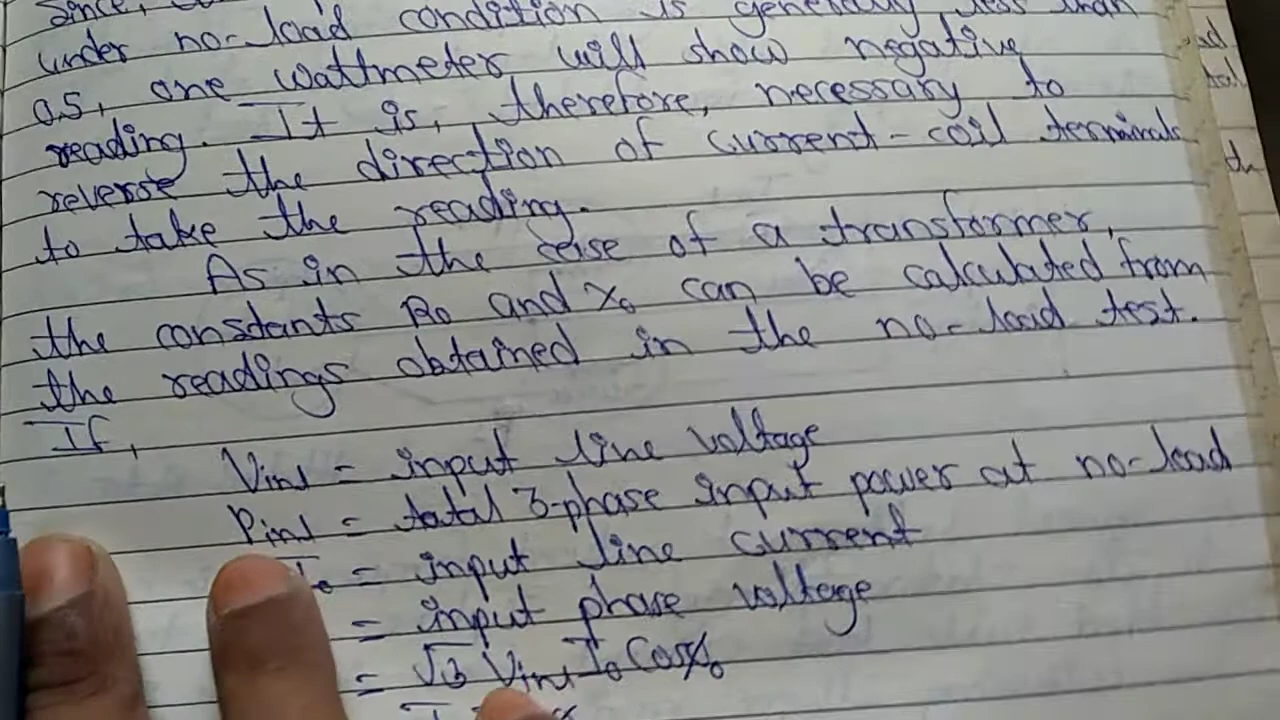 Since,
under no-load condition is generally less than
0.5, one wattmeter will show negative
reading. It is, therefore, necessary to
reverse the direction of current-coil terminals
to take the reading.
As in the case of a transformer,
the constants R₀ and X₀ can be calculated from
the readings obtained in the no-load test.
If,
Vinl = input line voltage
Pinl = total 3-phase input power at no-load
I₀ = input line current
= input phase voltage
= √3 Vinl I₀ Cosφ₀